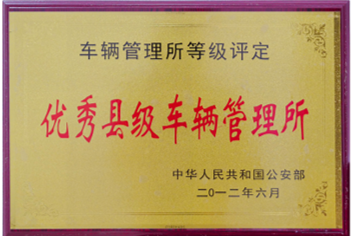 车辆管理所等级评定
优秀县级车辆管理所
中华人民共和国公安部
二〇一二年六月